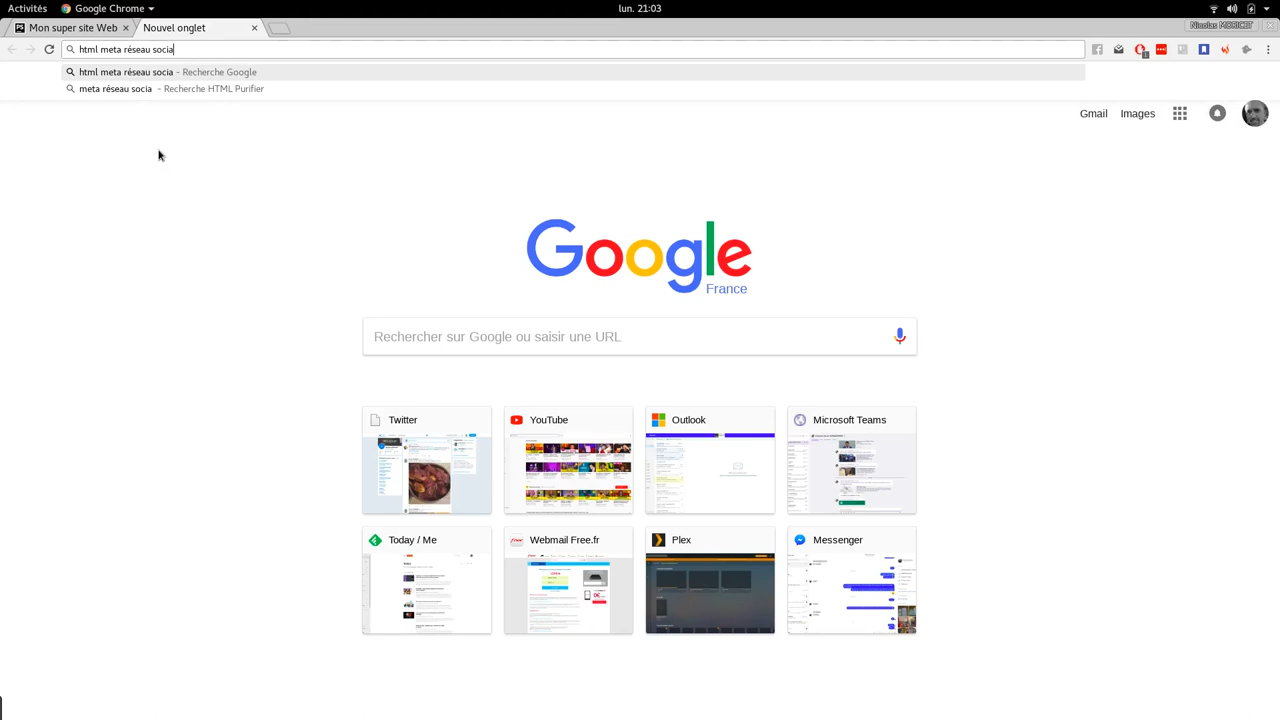 Activités Google Chrome lun. 21:03
Mon super site Web Nouvel onglet
Nicolas MORICET
html meta réseau socia
html meta réseau socia - Recherche Google
meta réseau socia - Recherche HTML Purifier
Gmail Images
Google
France
Rechercher sur Google ou saisir une URL
Twitter YouTube Outlook Microsoft Teams
Today / Me Webmail Free.fr Plex Messenger